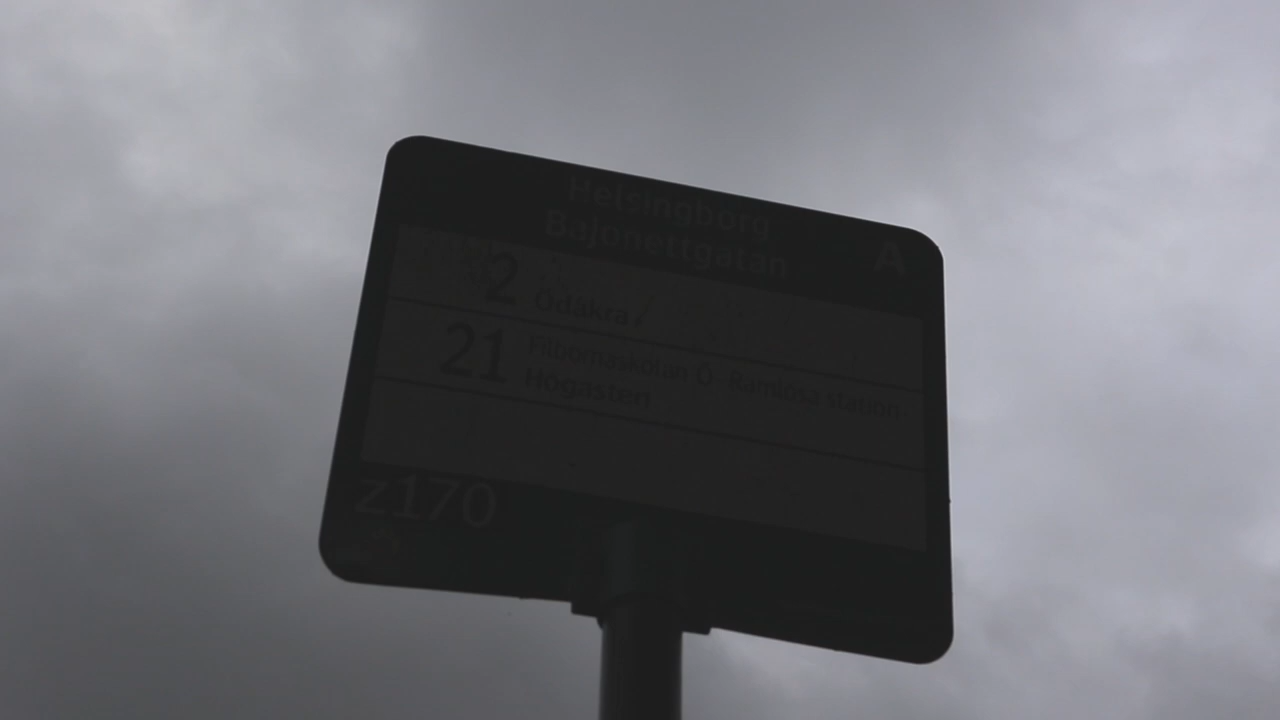 Helsingborg
Bajonettgatan
A
2 Ödåkra /
21 Filbornaskolan Ö - Ramlösa station -
Högasten
z170